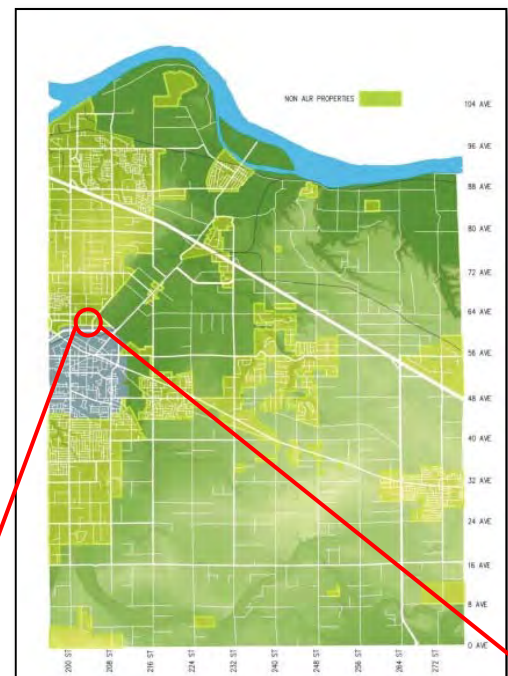 NON ALR PROPERTIES
104 AVE
96 AVE
88 AVE
80 AVE
72 AVE
64 AVE
56 AVE
48 AVE
40 AVE
32 AVE
24 AVE
16 AVE
8 AVE
0 AVE
200 ST
208 ST
216 ST
224 ST
232 ST
240 ST
248 ST
256 ST
264 ST
272 ST